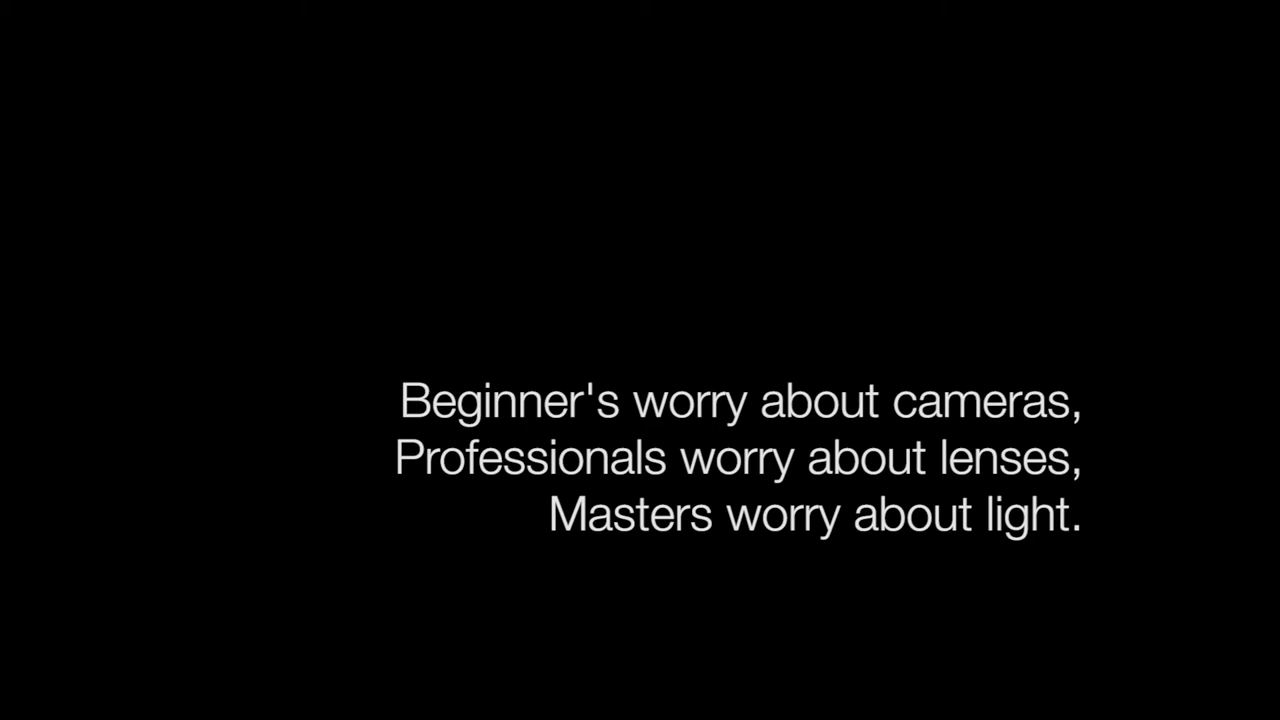 Beginner's worry about cameras,
Professionals worry about lenses,
Masters worry about light.